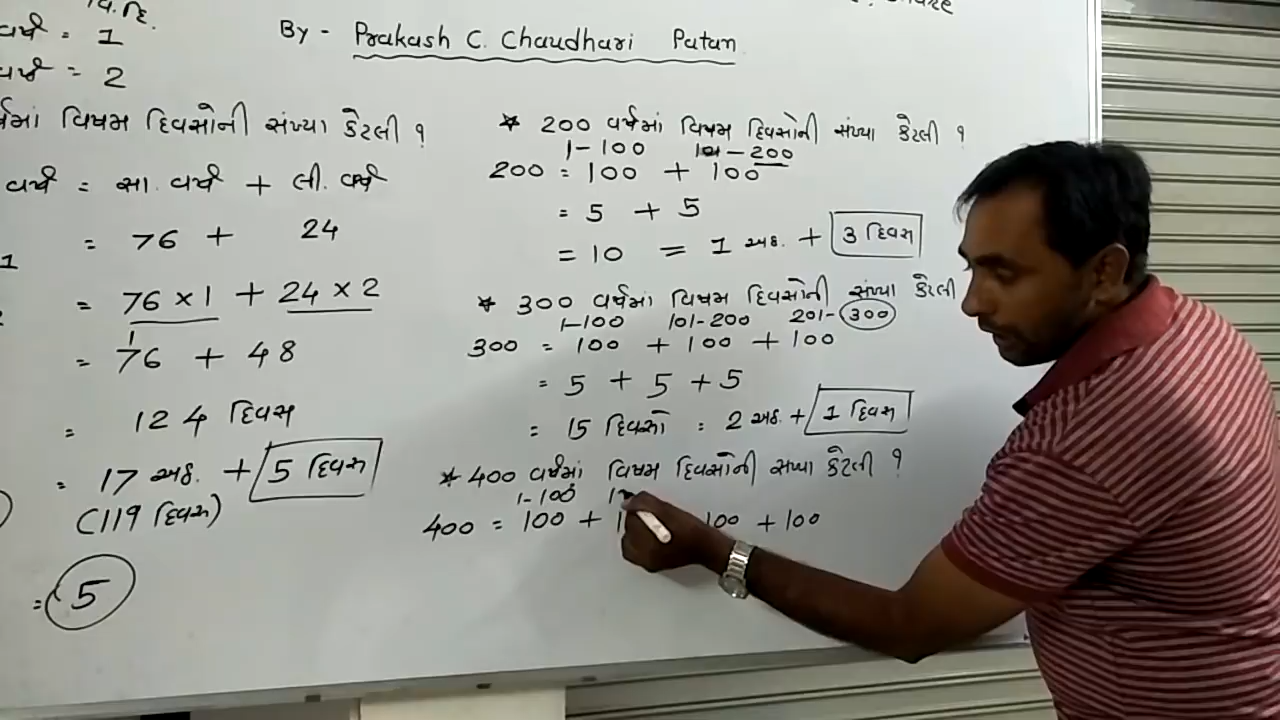 વર્ષ = 1
વર્ષ = 2
By - Prakash C. Chaudhari Patan
વિષમ દિવસોની સંખ્યા કેટલી ?
વર્ષ = સા. વર્ષ + લી. વર્ષ
= 76 + 24
= 76 × 1 + 24 × 2
= 76 + 48
= 124 દિવસ
= 17 અઠ. + 5 દિવસ
(119 દિવસ)
= 5
* 200 વર્ષમાં વિષમ દિવસોની સંખ્યા કેટલી ?
1-100 101-200
200 = 100 + 100
= 5 + 5
= 10 = 1 અઠ. + 3 દિવસ
* 300 વર્ષમાં વિષમ દિવસોની સંખ્યા કેટલી
1-100 101-200 201-300
300 = 100 + 100 + 100
= 5 + 5 + 5
= 15 દિવસો = 2 અઠ + 1 દિવસ
* 400 વર્ષમાં વિષમ દિવસોની સંખ્યા કેટલી ?
1-100
400 = 100 + 100 + 100